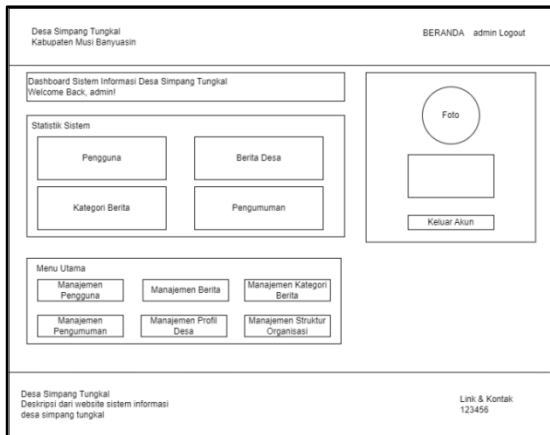 Desa Simpang Tungkal
Kabupaten Musi Banyuasin
BERANDA admin Logout
Dashboard Sistem Informasi Desa Simpang Tungkal
Welcome Back, admin!
Foto
Statistik Sistem
Pengguna
Berita Desa
Kategori Berita
Pengumuman
Keluar Akun
Menu Utama
Manajemen
Pengguna
Manajemen Berita
Manajemen Kategori
Berita
Manajemen
Pengumuman
Manajemen Profil
Desa
Manajemen Struktur
Organisasi
Desa Simpang Tungkal
Deskripsi dari website sistem informasi
desa simpang tungkal
Link & Kontak
123456